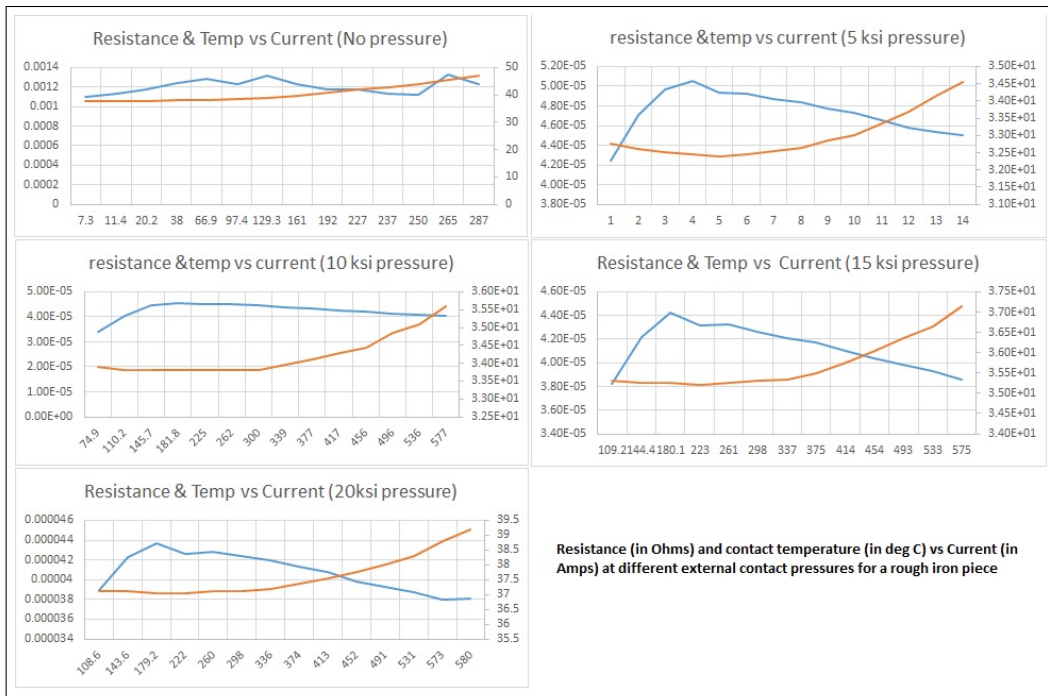 Resistance & Temp vs Current (No pressure)
0.0014
0.0012
0.001
0.0008
0.0006
0.0004
0.0002
0
50
40
30
20
10
0
7.3 11.4 20.2 38 66.9 97.4 129.3 161 192 227 237 250 265 287
resistance &temp vs current (5 ksi pressure)
5.20E-05
5.00E-05
4.80E-05
4.60E-05
4.40E-05
4.20E-05
4.00E-05
3.80E-05
3.50E+01
3.45E+01
3.40E+01
3.35E+01
3.30E+01
3.25E+01
3.20E+01
3.15E+01
3.10E+01
1 2 3 4 5 6 7 8 9 10 11 12 13 14
resistance &temp vs current (10 ksi pressure)
5.00E-05
4.00E-05
3.00E-05
2.00E-05
1.00E-05
0.00E+00
3.60E+01
3.55E+01
3.50E+01
3.45E+01
3.40E+01
3.35E+01
3.30E+01
3.25E+01
74.9 110.2 145.7 181.8 225 262 300 339 377 417 456 496 536 577
Resistance & Temp vs Current (15 ksi pressure)
4.60E-05
4.40E-05
4.20E-05
4.00E-05
3.80E-05
3.60E-05
3.40E-05
3.75E+01
3.70E+01
3.65E+01
3.60E+01
3.55E+01
3.50E+01
3.45E+01
3.40E+01
109.2 144.4 180.1 223 261 298 337 375 414 454 493 533 575
Resistance & Temp vs Current (20ksi pressure)
0.000046
0.000044
0.000042
0.00004
0.000038
0.000036
0.000034
39.5
39
38.5
38
37.5
37
36.5
36
35.5
108.6 143.6 179.2 222 260 298 336 374 413 452 491 531 573 580
Resistance (in Ohms) and contact temperature (in deg C) vs Current (in
Amps) at different external contact pressures for a rough iron piece